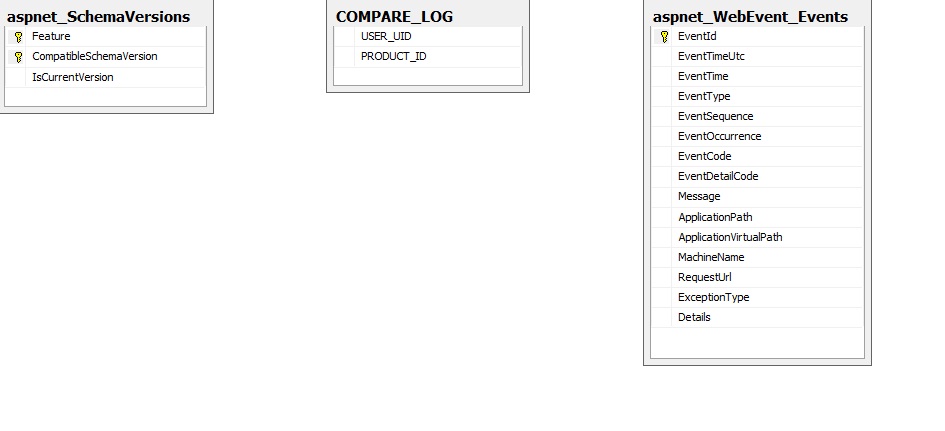 aspnet_SchemaVersions
Feature
CompatibleSchemaVersion
IsCurrentVersion
COMPARE_LOG
USER_UID
PRODUCT_ID
aspnet_WebEvent_Events
EventId
EventTimeUtc
EventTime
EventType
EventSequence
EventOccurrence
EventCode
EventDetailCode
Message
ApplicationPath
ApplicationVirtualPath
MachineName
RequestUrl
ExceptionType
Details